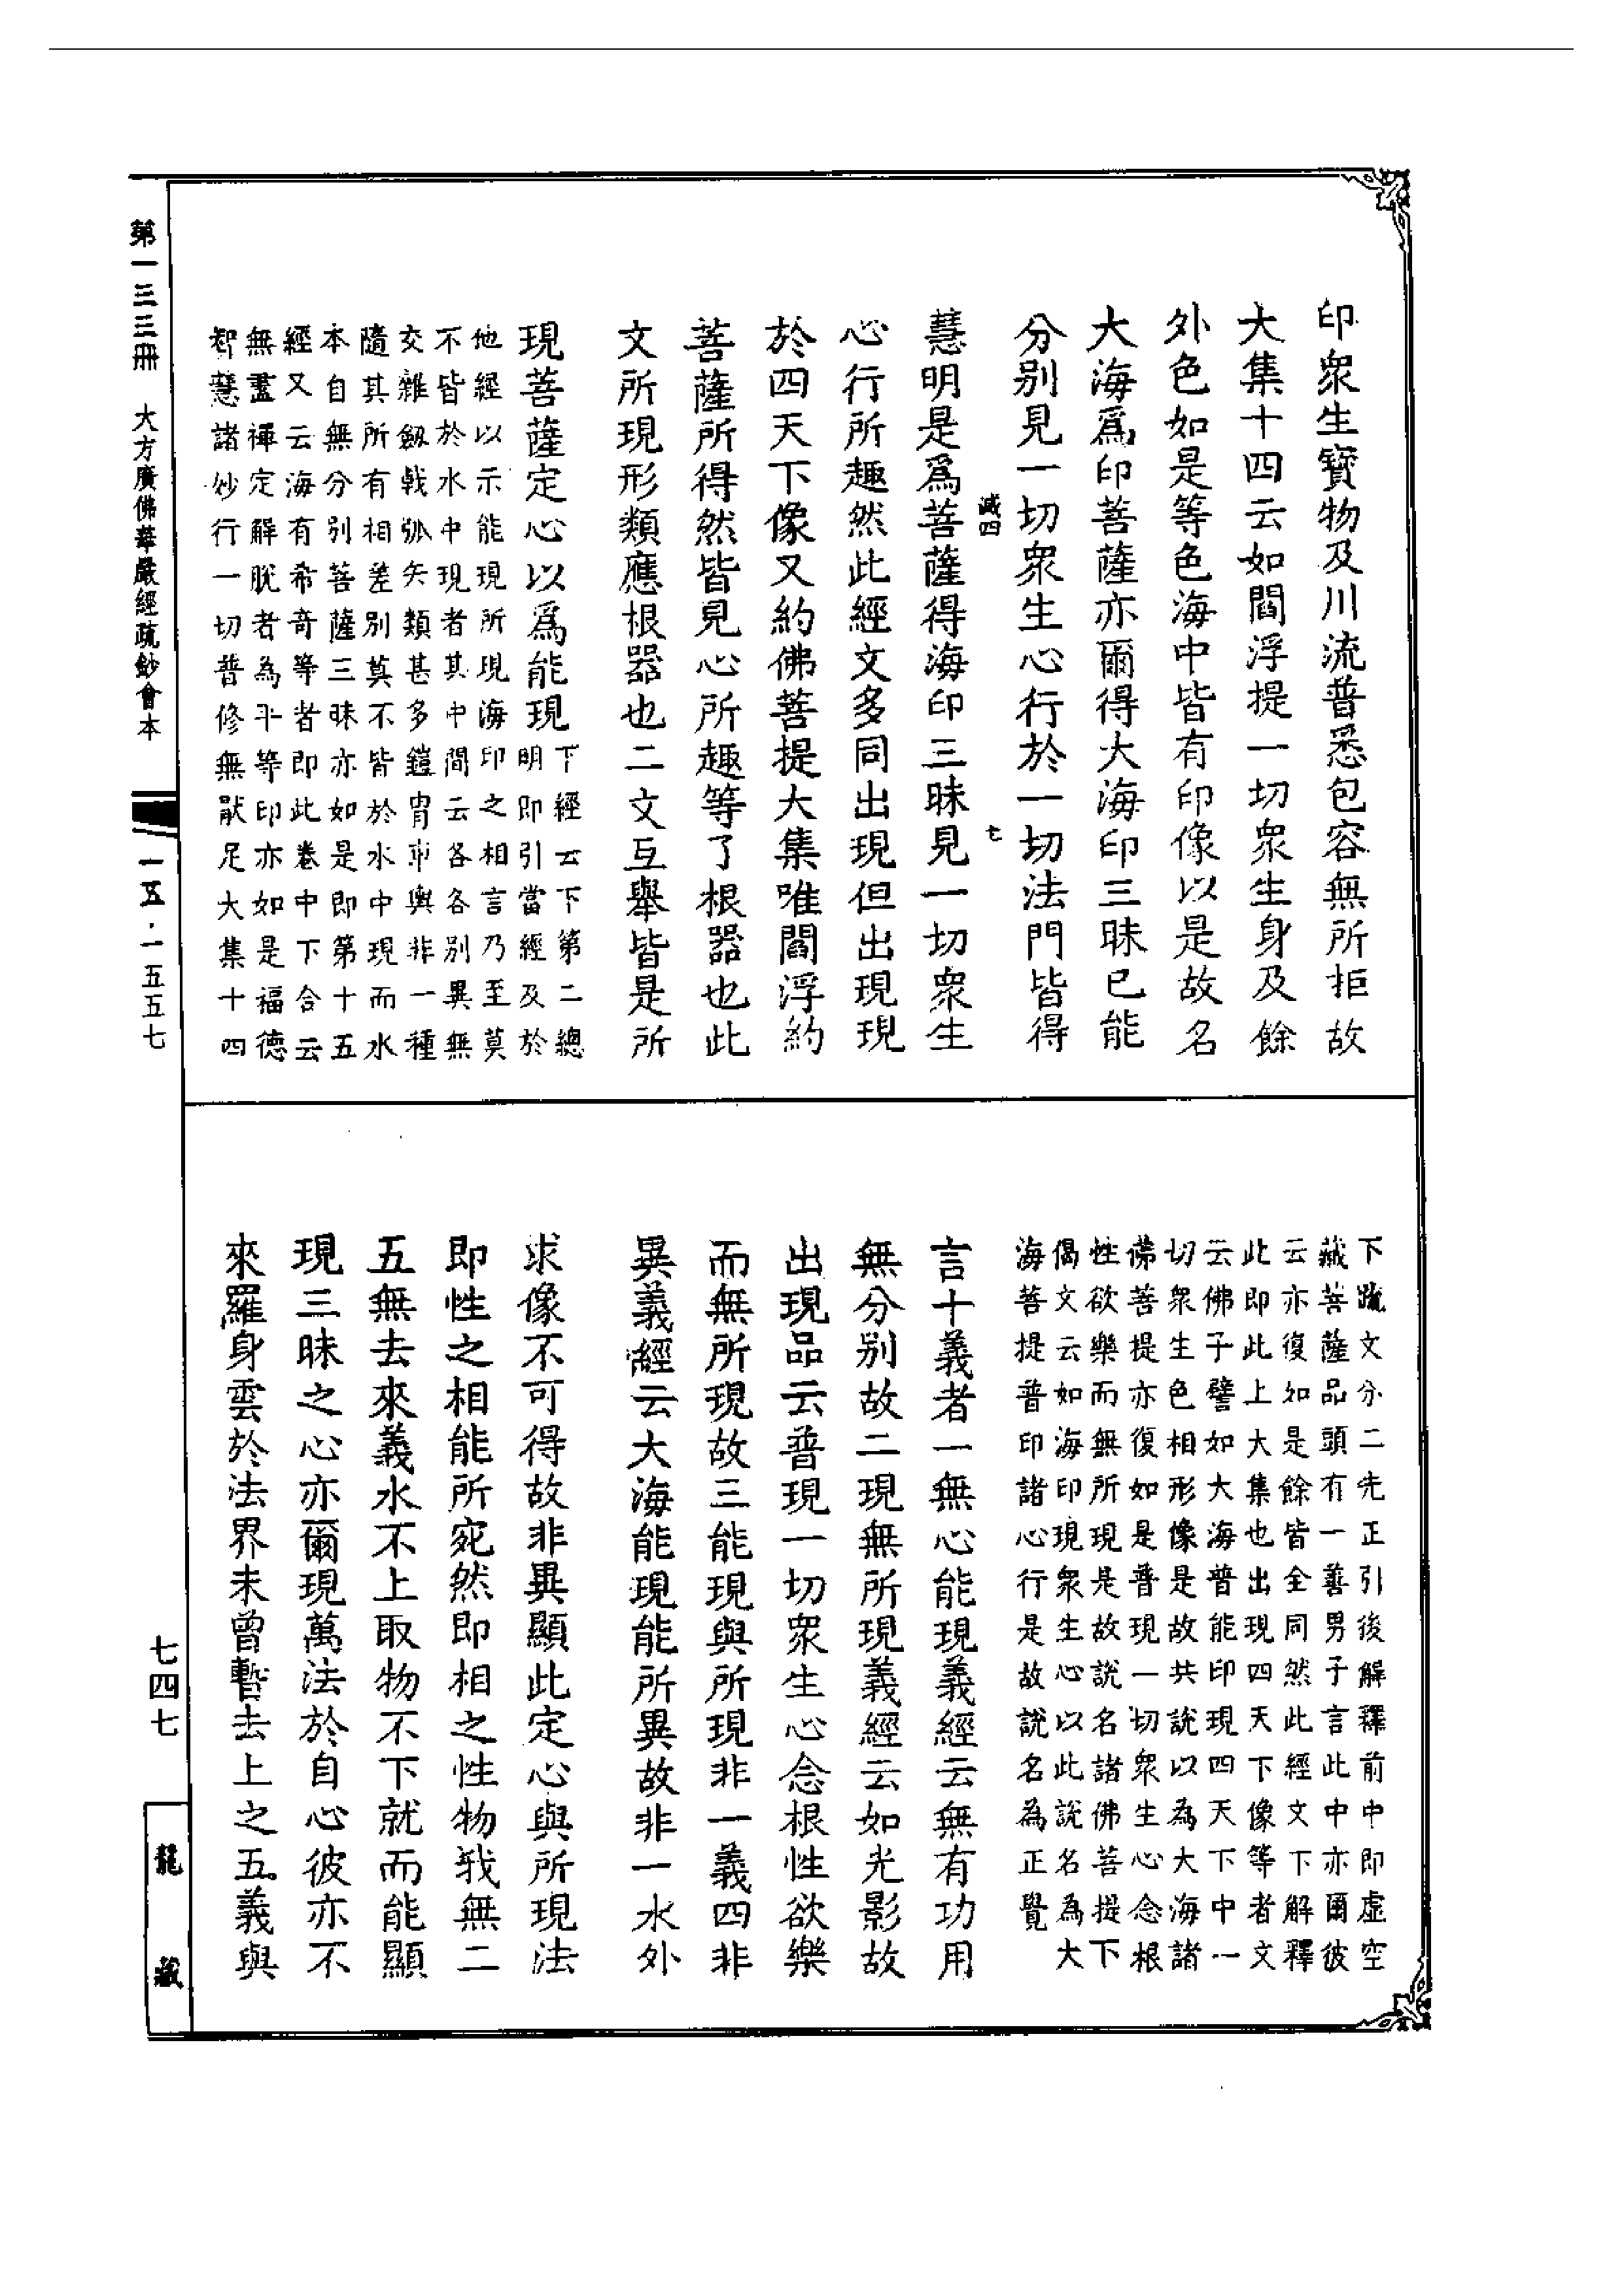 印眾生寶物及川流普悉包容無所拒故
大集十四云如閻浮提一切眾生身及餘
外色如是等色海中皆有印像以是故名
大海爲印菩薩亦爾得大海印三昧已能
分别見一切眾生心行於一切法門皆得
減四 七
慧明是爲菩薩得海印三昧見一切眾生
心行所趣然此經文多同出現但出現現
於四天下像又約佛菩提大集唯閻浮約
菩薩所得然皆見心所趣等了根器也此
文所現形類應根器也二文互舉皆是所
現菩薩定心以爲能現
下經云下第二總
明即引當經及於
他經以示能現所現海印之相言乃至莫
不皆於水中現者其中間云各各別異無
交雜劔戟弧矢類甚多鎧冑車輿非一種
隨其所有相差別莫不皆於水中現而水
本自無分別菩薩三昧亦如是即第十五
經又云海有希奇等者即此卷中下合云
無盡禪定解脫者為斗等印亦如是福德
智慧諸妙行一切普修無猒足大集十四
下疏文分二先正引後解釋前中即虛空
藏菩薩品頭有一善男子言此中亦爾彼
云亦復如是餘皆全同然此經文下解釋
此即此上大集也出現四天下像等者文
云佛子譬如大海普能印現四天下中一
切眾生色相形像是故共說以為大海諸
佛菩提亦復如是普現一切眾生心念根
性欲樂而無所現是故說名諸佛菩提下
偈文云如海印現眾生心以此說名為大
海菩提普印諸心行是故說名為正覺
言十義者一無心能現義經云無有功用
無分别故二現無所現義經云如光影故
出現品云普現一切眾生心念根性欲樂
而無所現故三能現與所現非一義四非
異義經云大海能現能所異故非一水外
求像不可得故非異顯此定心與所現法
即性之相能所宛然即相之性物我無二
五無去來義水不上取物不下就而能顯
現三昧之心亦爾現萬法於自心彼亦不
來羅身雲於法界未曾暫去上之五義與
第一三三冊 大方廣佛華嚴經疏鈔會本 一五·一五五七
七四七
龍藏